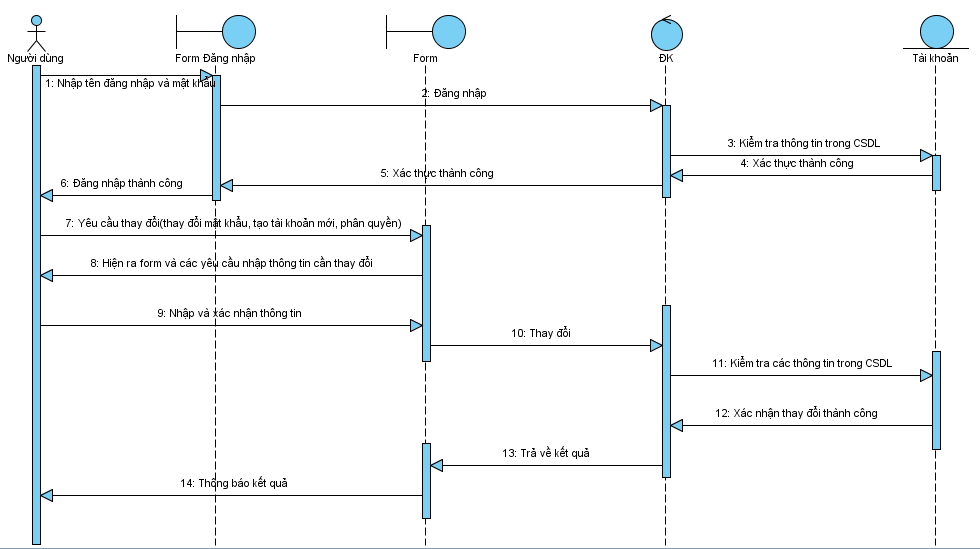 Người dùng
Form Đăng nhập
Form
ĐK
Tài khoản
1: Nhập tên đăng nhập và mật khẩu
2: Đăng nhập
3: Kiểm tra thông tin trong CSDL
4: Xác thực thành công
5: Xác thực thành công
6: Đăng nhập thành công
7: Yêu cầu thay đổi(thay đổi mật khẩu, tạo tài khoản mới, phân quyền)
8: Hiện ra form và các yêu cầu nhập thông tin cần thay đổi
9: Nhập và xác nhận thông tin
10: Thay đổi
11: Kiểm tra các thông tin trong CSDL
12: Xác nhận thay đổi thành công
13: Trả về kết quả
14: Thông báo kết quả